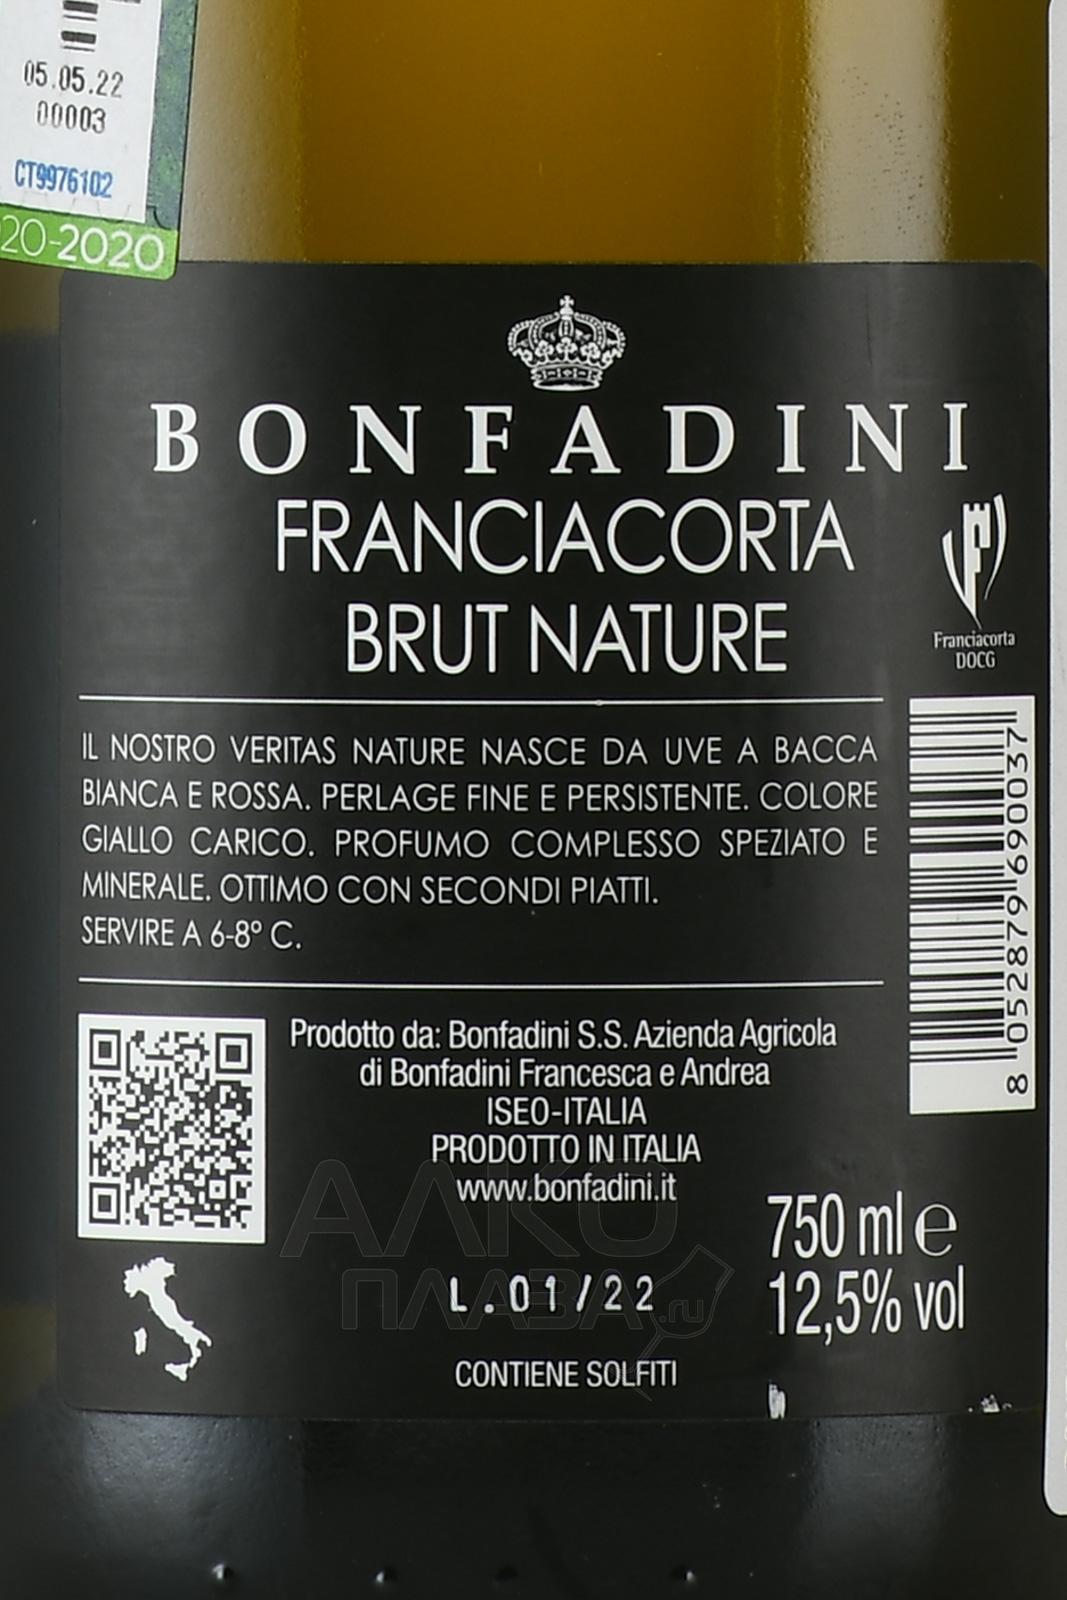 05.05.22
00003
CT9976102
20-2020
BONFADINI
FRANCIACORTA
BRUT NATURE
Franciacorta
DOCG
IL NOSTRO VERITAS NATURE NASCE DA UVE A BACCA
BIANCA E ROSSA. PERLAGE FINE E PERSISTENTE. COLORE
GIALLO CARICO. PROFUMO COMPLESSO SPEZIATO E
MINERALE. OTTIMO CON SECONDI PIATTI.
SERVIRE A 6-8° C.
8 052879 690037
Prodotto da: Bonfadini S.S. Azienda Agricola
di Bonfadini Francesca e Andrea
ISEO-ITALIA
PRODOTTO IN ITALIA
www.bonfadini.it
750 ml e
12,5% vol
L.01/22
CONTIENE SOLFITI
АЛКО
ПЛАЗА.ru